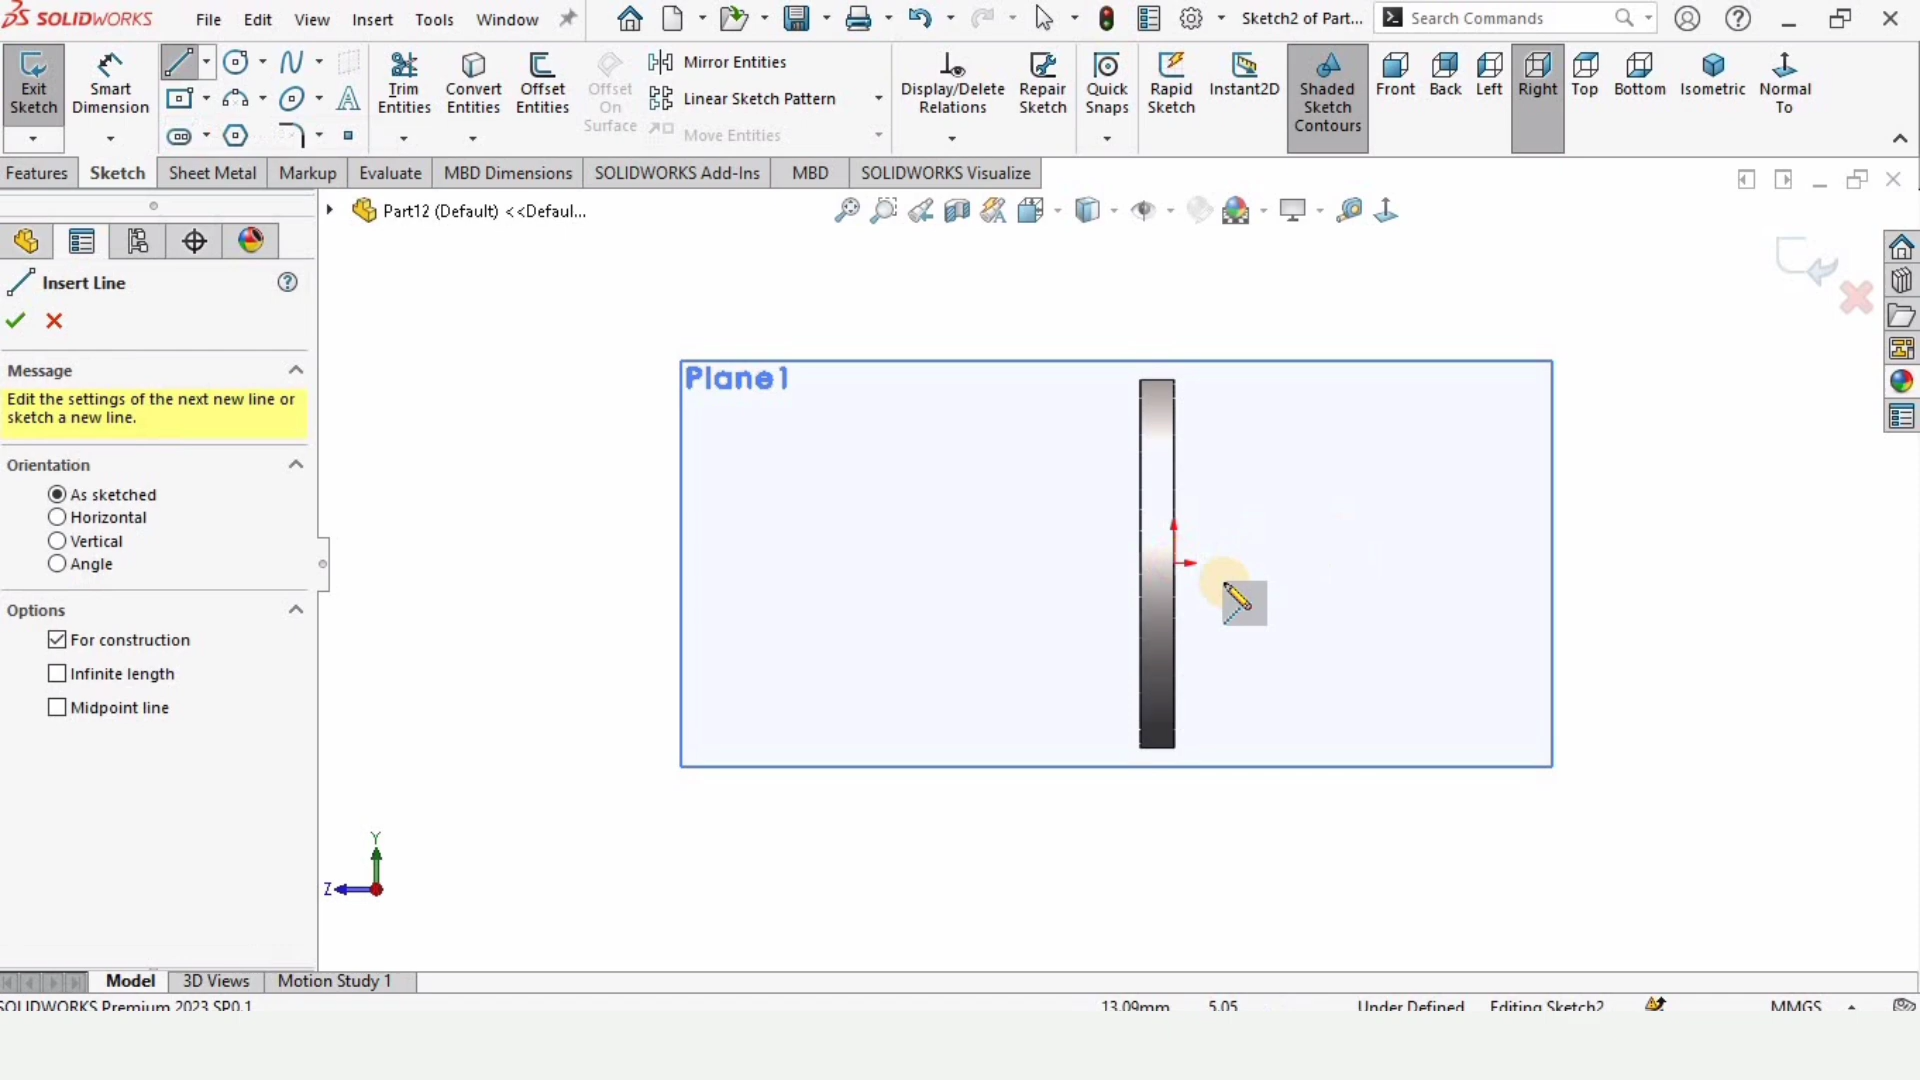 SOLIDWORKS File Edit View Insert Tools Window Sketch2 of Part... Search Commands
Exit Sketch
Smart Dimension
Trim Entities
Convert Entities
Offset Entities
Offset On Surface
Mirror Entities
Linear Sketch Pattern
Move Entities
Display/Delete Relations
Repair Sketch
Quick Snaps
Rapid Sketch
Instant2D
Shaded Sketch Contours
Front Back Left Right Top Bottom Isometric
Normal To
Features Sketch Sheet Metal Markup Evaluate MBD Dimensions SOLIDWORKS Add-Ins MBD SOLIDWORKS Visualize
Part12 (Default) <<Defaul...
Insert Line
Message
Edit the settings of the next new line or
sketch a new line.
Orientation
As sketched
Horizontal
Vertical
Angle
Options
For construction
Infinite length
Midpoint line
Plane1
Y
Z
Model 3D Views Motion Study 1
SOLIDWORKS Premium 2023 SP0.1 13.09mm 5.05 Under Defined Editing Sketch2 MMGS